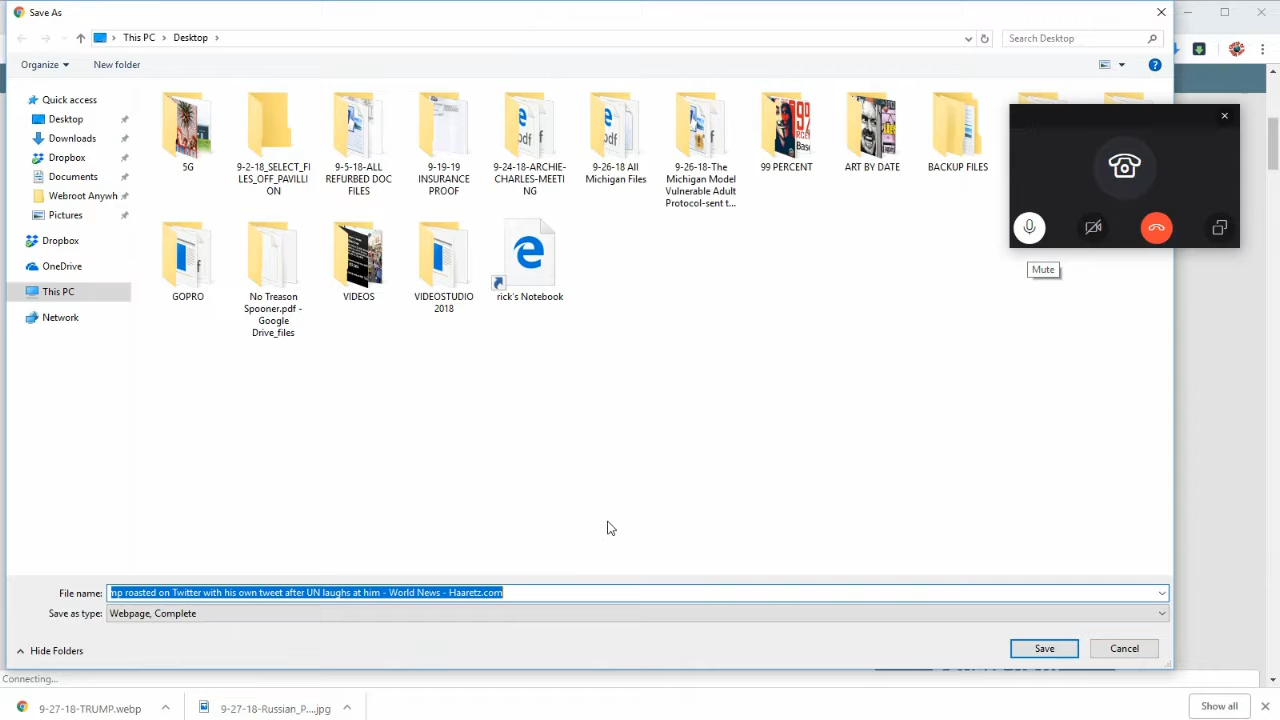 Save As
This PC
Desktop
Search Desktop
Organize
New folder
Quick access
Desktop
Downloads
Dropbox
Documents
Webroot Anywh
Pictures
Dropbox
OneDrive
This PC
Network
5G
9-2-18_SELECT_FI
LES_OFF_PAVILLI
ON
9-5-18-ALL
REFURBED DOC
FILES
9-19-19
INSURANCE
PROOF
9-24-18-ARCHIE-
CHARLES-MEETI
NG
9-26-18 All
Michigan Files
9-26-18-The
Michigan Model
Vulnerable Adult
Protocol-sent t...
99 PERCENT
ART BY DATE
BACKUP FILES
GOPRO
No Treason
Spooner.pdf -
Google
Drive_files
VIDEOS
VIDEOSTUDIO
2018
rick's Notebook
Mute
File name:
mp roasted on Twitter with his own tweet after UN laughs at him - World News - Haaretz.com
Save as type:
Webpage, Complete
Hide Folders
Save
Cancel
Connecting...
9-27-18-TRUMP.webp
9-27-18-Russian_P....jpg
Show all